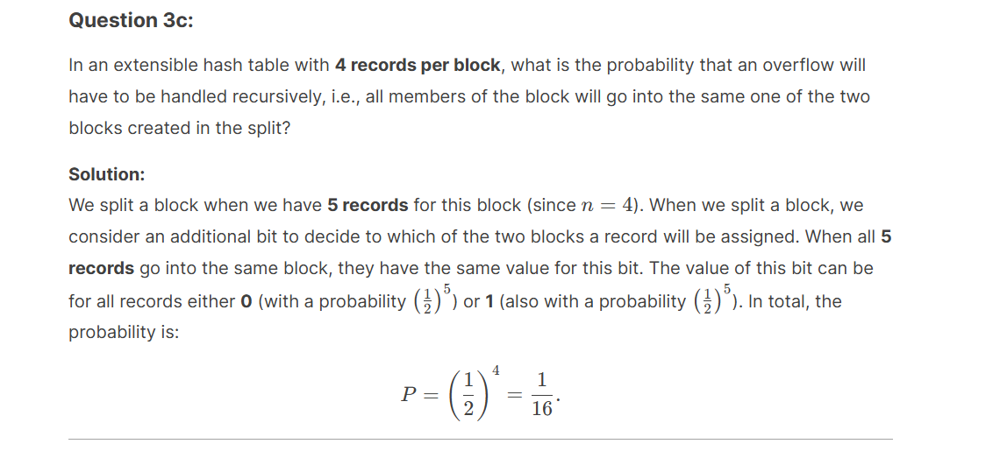 Question 3c:
In an extensible hash table with 4 records per block, what is the probability that an overflow will
have to be handled recursively, i.e., all members of the block will go into the same one of the two
blocks created in the split?
Solution:
We split a block when we have 5 records for this block (since n = 4). When we split a block, we
consider an additional bit to decide to which of the two blocks a record will be assigned. When all 5
records go into the same block, they have the same value for this bit. The value of this bit can be
for all records either 0 (with a probability (1/2)^5) or 1 (also with a probability (1/2)^5). In total, the
probability is:
P = (1/2)^4 = 1/16.